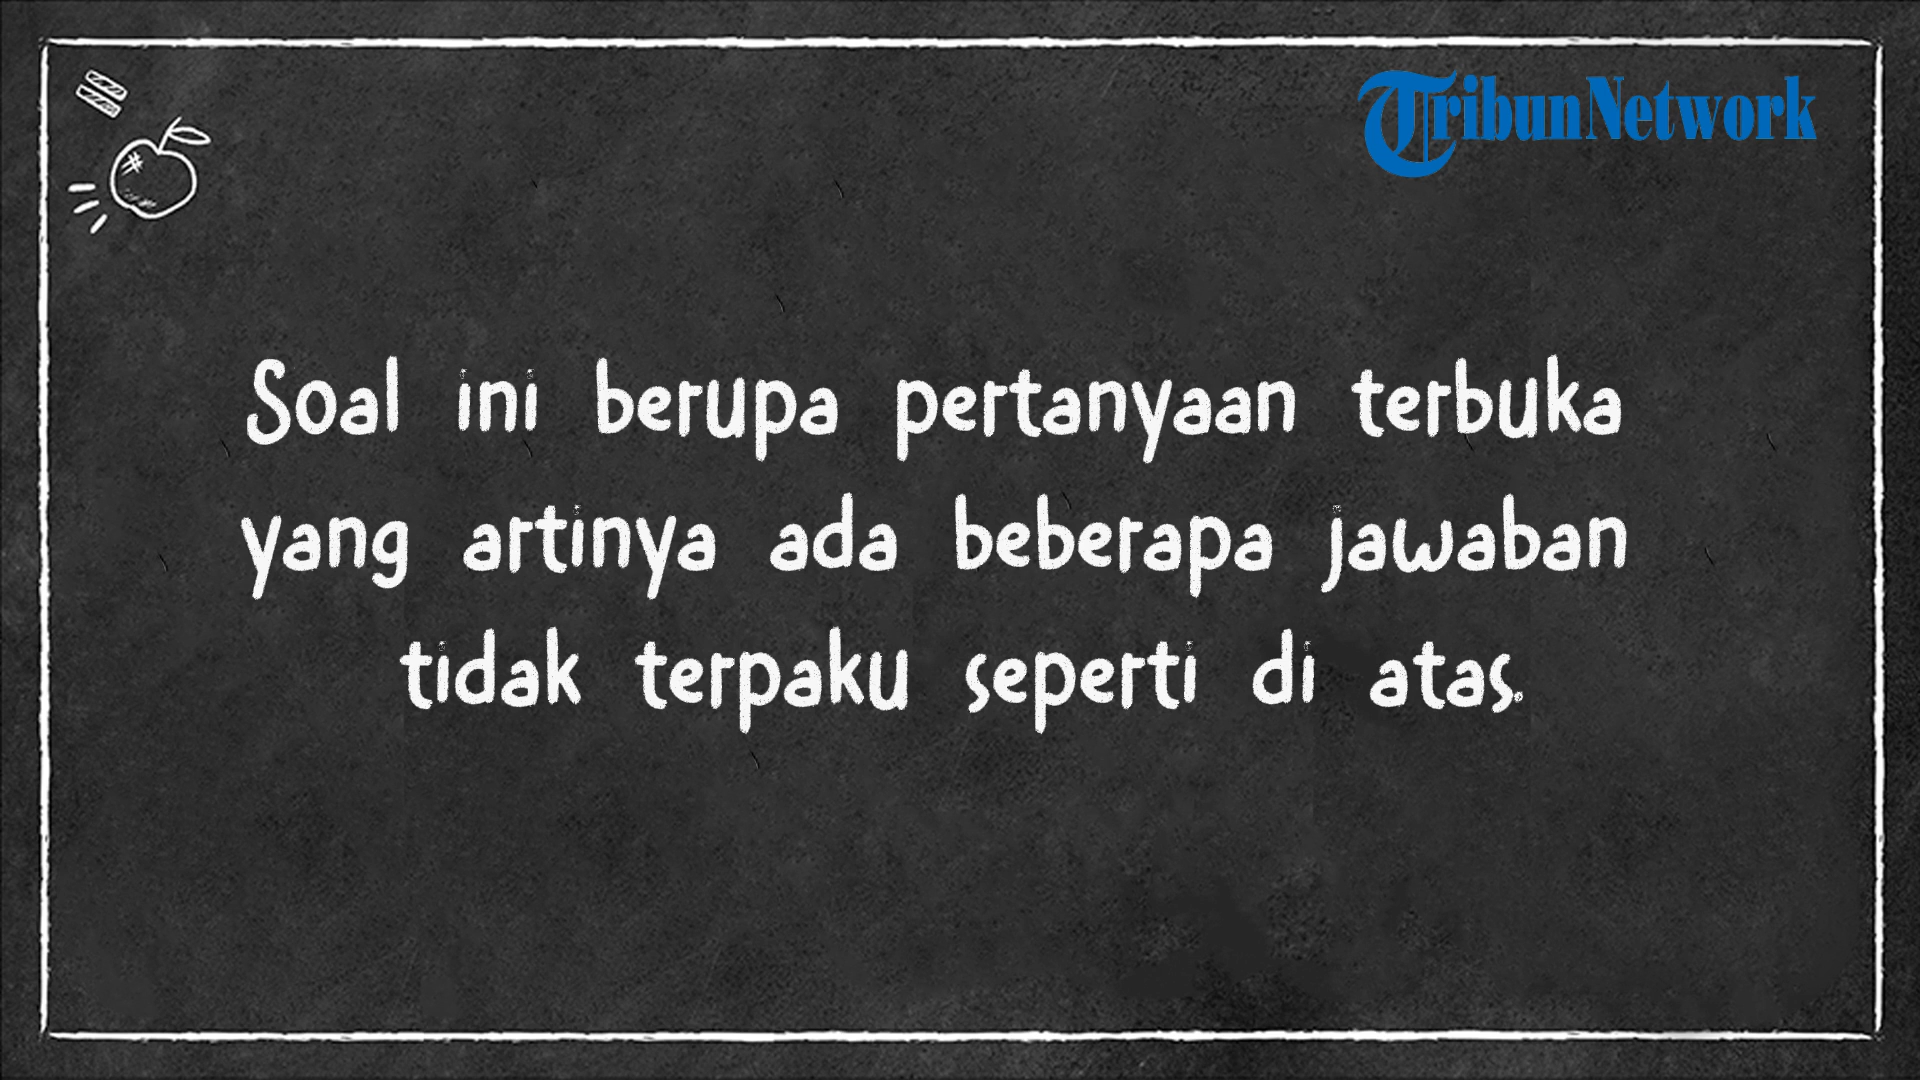 TribunNetwork
Soal ini berupa pertanyaan terbuka
yang artinya ada beberapa jawaban
tidak terpaku seperti di atas.